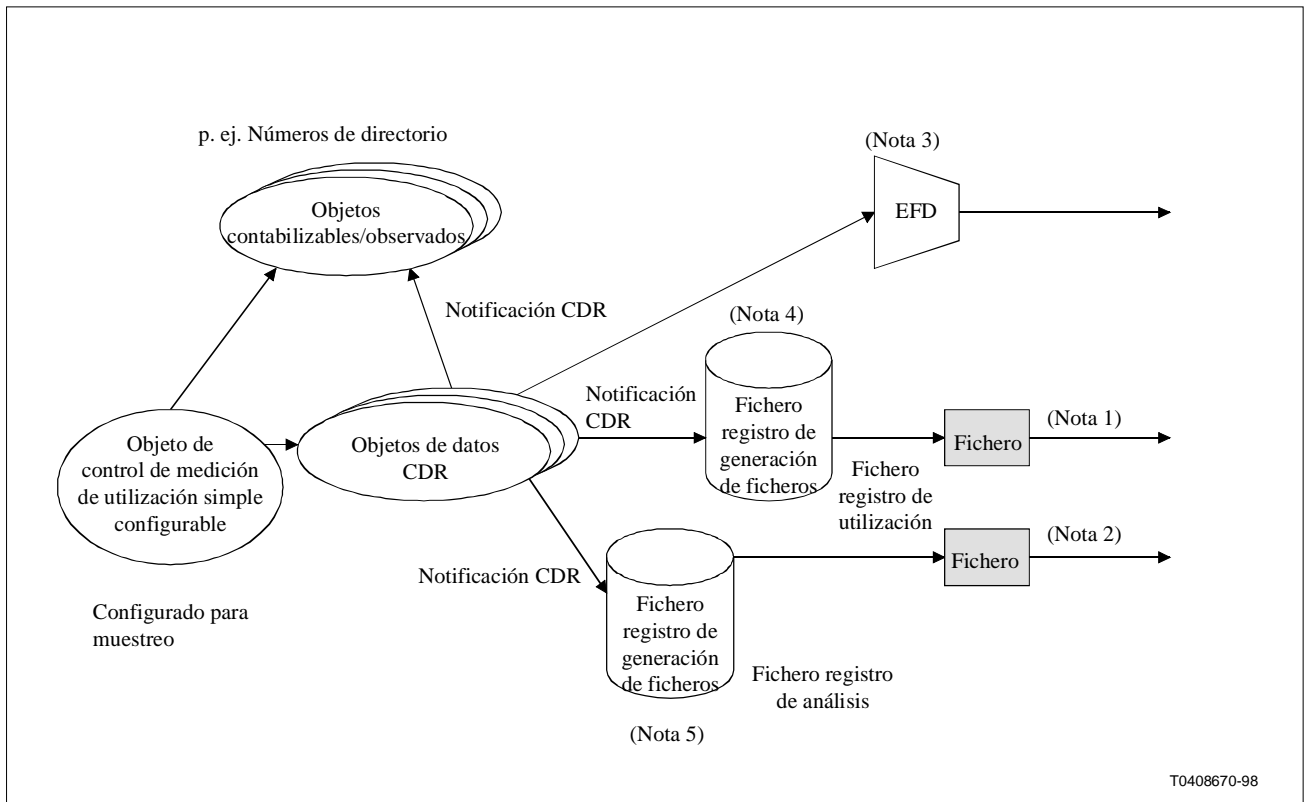 p. ej. Números de directorio
(Nota 3)
Objetos
contabilizables/observados
EFD
Notificación CDR
(Nota 4)
Notificación
CDR
Fichero
registro de
generación
de ficheros
(Nota 1)
Fichero
Objeto de
control de medición
de utilización simple
configurable
Objetos de datos
CDR
Fichero
registro de
utilización
(Nota 2)
Fichero
Notificación CDR
Configurado para
muestreo
Fichero
registro de
generación
de ficheros
Fichero registro
de análisis
(Nota 5)
T0408670-98